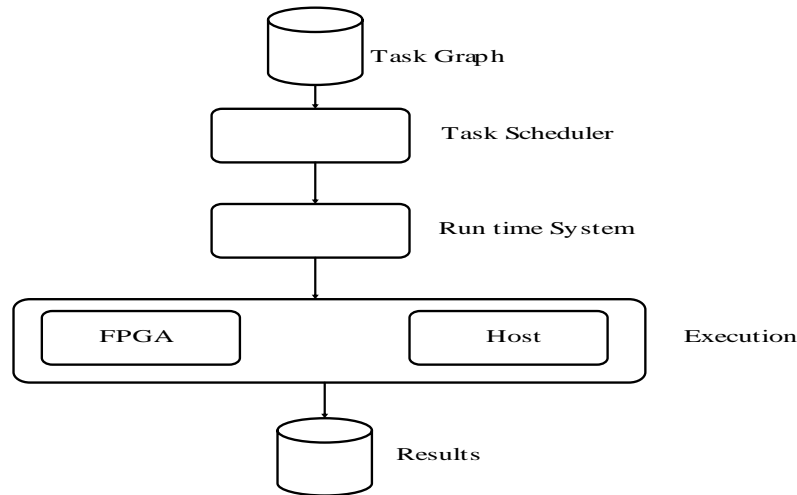 Task Graph
Task Scheduler
Run time System
FPGA
Host
Execution
Results